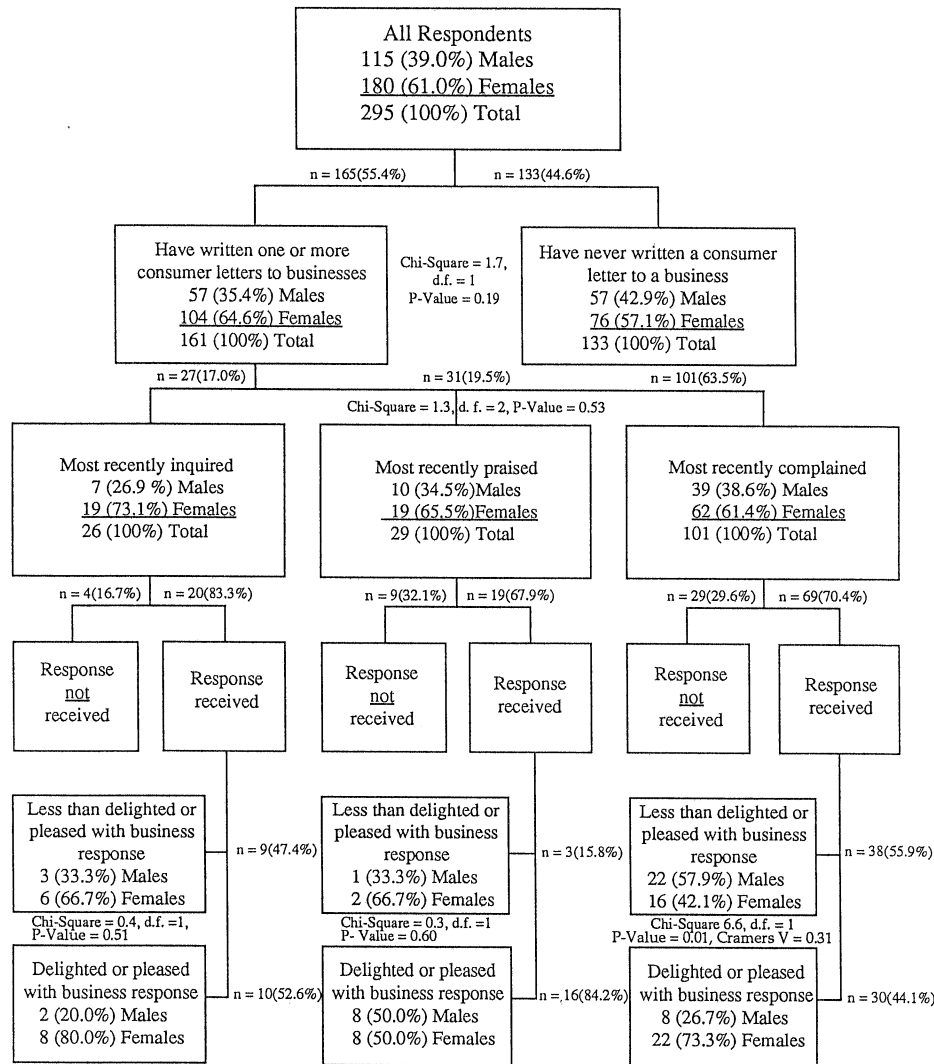 All Respondents
115 (39.0%) Males
180 (61.0%) Females
295 (100%) Total
n = 165(55.4%)
n = 133(44.6%)
Have written one or more
consumer letters to businesses
57 (35.4%) Males
104 (64.6%) Females
161 (100%) Total
Chi-Square = 1.7,
d.f. = 1
P-Value = 0.19
Have never written a consumer
letter to a business
57 (42.9%) Males
76 (57.1%) Females
133 (100%) Total
n = 27(17.0%)
n = 31(19.5%)
n = 101(63.5%)
Chi-Square = 1.3, d. f. = 2, P-Value = 0.53
Most recently inquired
7 (26.9 %) Males
19 (73.1%) Females
26 (100%) Total
Most recently praised
10 (34.5%)Males
19 (65.5%)Females
29 (100%) Total
Most recently complained
39 (38.6%) Males
62 (61.4%) Females
101 (100%) Total
n = 4(16.7%)
n = 20(83.3%)
n = 9(32.1%)
n = 19(67.9%)
n = 29(29.6%)
n = 69(70.4%)
Response
not
received
Response
received
Response
not
received
Response
received
Response
not
received
Response
received
Less than delighted or
pleased with business
response
3 (33.3%) Males
6 (66.7%) Females
n = 9(47.4%)
Chi-Square = 0.4, d.f. =1,
P-Value = 0.51
Delighted or pleased
with business response
2 (20.0%) Males
8 (80.0%) Females
n = 10(52.6%)
Less than delighted or
pleased with business
response
1 (33.3%) Males
2 (66.7%) Females
n = 3(15.8%)
Chi-Square = 0.3, d.f. =1
P- Value = 0.60
Delighted or pleased
with business response
8 (50.0%) Males
8 (50.0%) Females
n = 16(84.2%)
Less than delighted or
pleased with business
response
22 (57.9%) Males
16 (42.1%) Females
n = 38(55.9%)
Chi-Square 6.6, d.f. = 1
P-Value = 0.01, Cramers V = 0.31
Delighted or pleased
with business response
8 (26.7%) Males
22 (73.3%) Females
n = 30(44.1%)